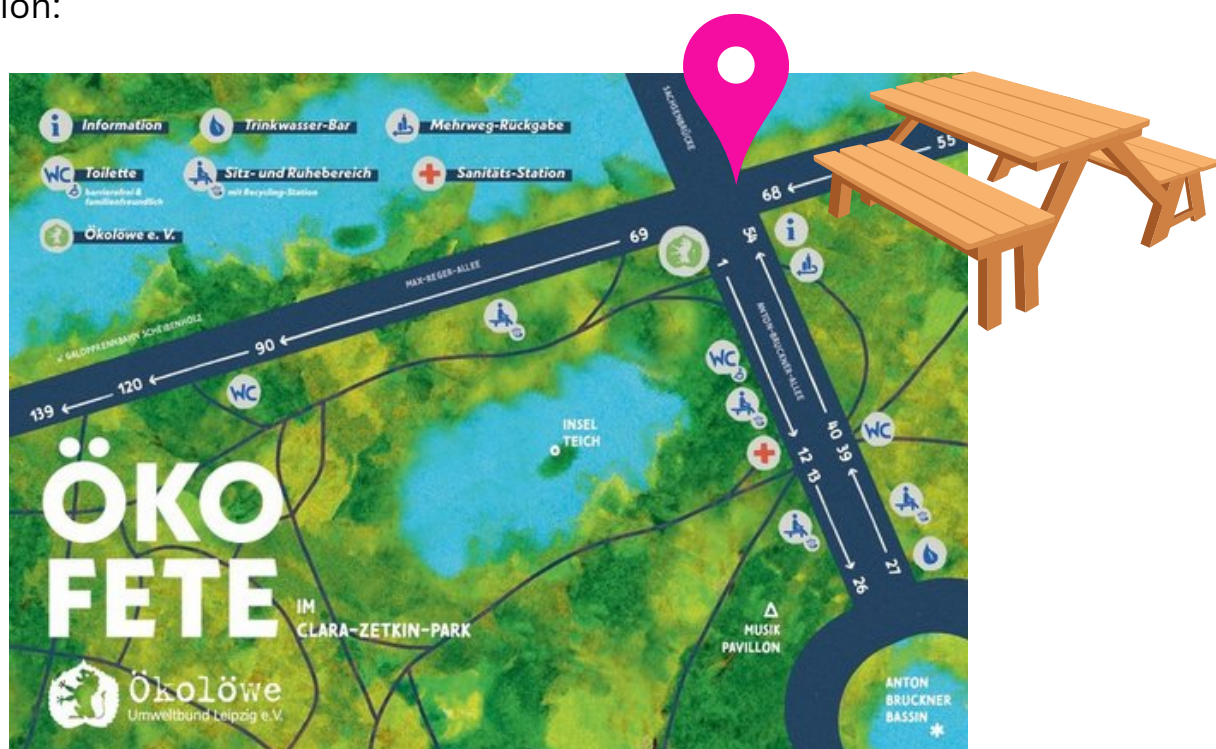 ion:
SACHSENBRÜCKE
Information
Trinkwasser-Bar
Mehrweg-Rückgabe
Toilette
barrierefrei &
familienfreundlich
Sitz- und Ruhebereich
mit Recycling-Station
Sanitäts-Station
Ökolöwe e. V.
WC
i
55
68
69
54
1
MAX-REGER-ALLEE
< GALOPPRENNBAHN SCHEIBENHOLZ
90
120
139
WC
ANTON-BRUCKNER-ALLEE
WC
i
INSEL
TEICH
12 13
40 39
WC
26
27
ÖKO
FETE
IM
CLARA-ZETKIN-PARK
MUSIK
PAVILLON
Ökolöwe
Umweltbund Leipzig e.V.
ANTON
BRUCKNER
BASSIN
*